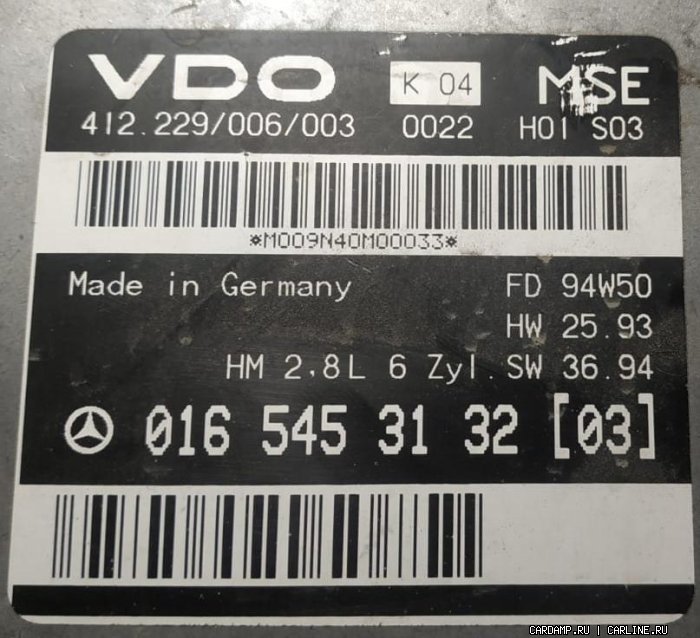 VDO K 04 MSE
412.229/006/003 0022 H01 S03
*M009N40M00033*
Made in Germany FD 94W50
HW 25.93
HM 2,8L 6 Zyl. SW 36.94
016 545 31 32 [03]
CARDAMP.RU | CARLINE.RU